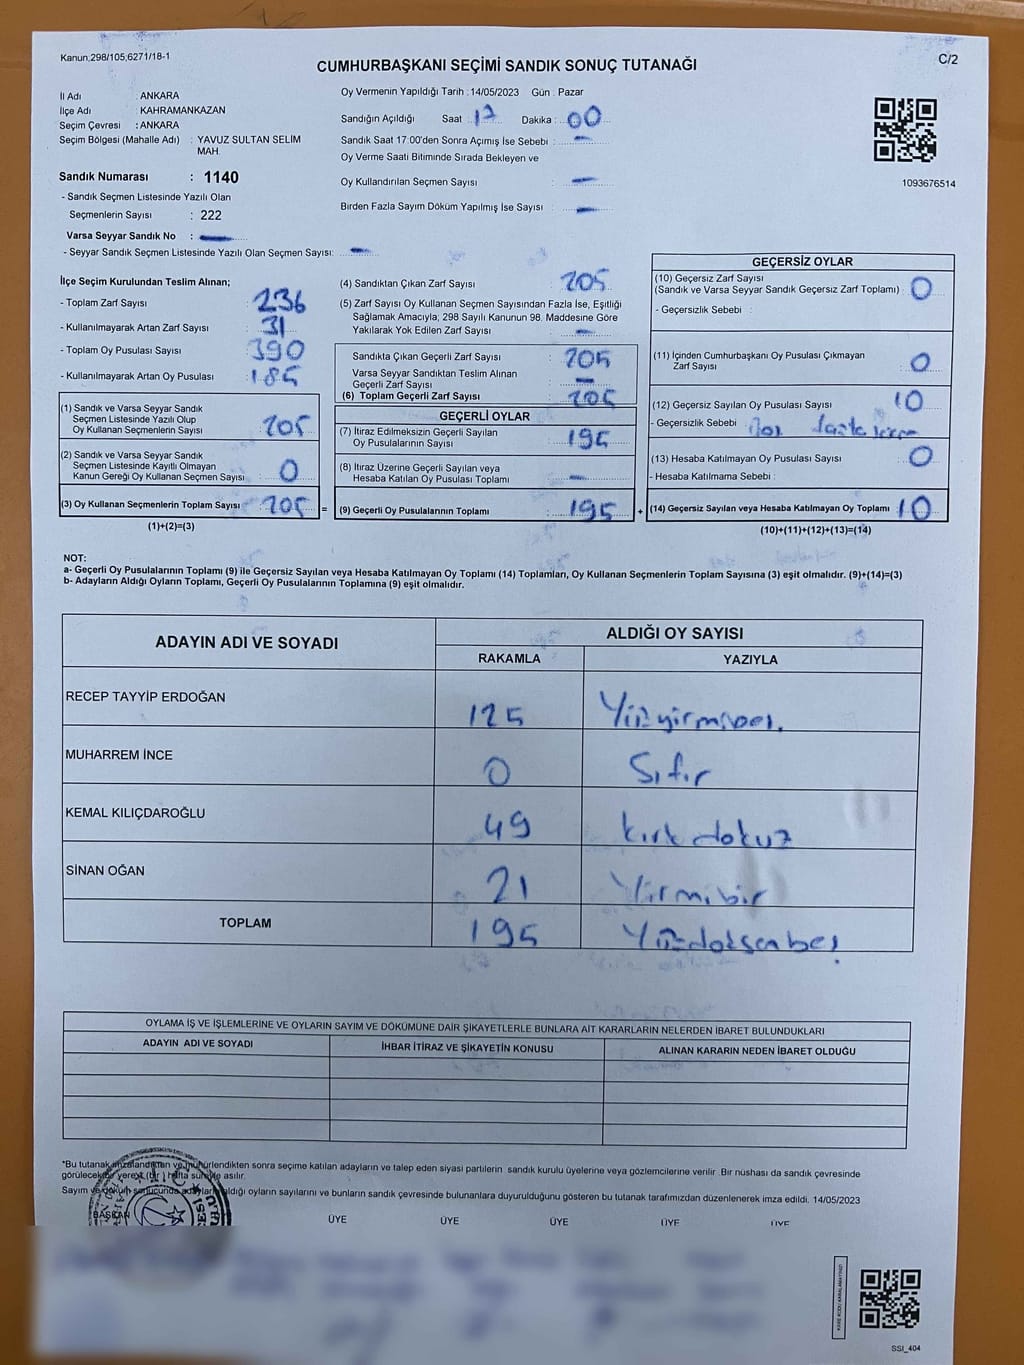 Kanun;298/105;6271/18-1
C/2
CUMHURBAŞKANI SEÇİMİ SANDIK SONUÇ TUTANAĞI
İl Adı : ANKARA
İlçe Adı : KAHRAMANKAZAN
Seçim Çevresi : ANKARA
Seçim Bölgesi (Mahalle Adı) : YAVUZ SULTAN SELİM
MAH.
Sandık Numarası : 1140
- Sandık Seçmen Listesinde Yazılı Olan
Seçmenlerin Sayısı : 222
Varsa Seyyar Sandık No :
- Seyyar Sandık Seçmen Listesinde Yazılı Olan Seçmen Sayısı:
Oy Vermenin Yapıldığı Tarih : 14/05/2023 Gün : Pazar
Sandığın Açıldığı Saat : 17 Dakika : 00
Sandık Saat 17:00'den Sonra Açımış İse Sebebi : -
Oy Verme Saati Bitiminde Sırada Bekleyen ve
Oy Kullandırılan Seçmen Sayısı : -
Birden Fazla Sayım Döküm Yapılmış İse Sayısı : -
1093676514
İlçe Seçim Kurulundan Teslim Alınan;
- Toplam Zarf Sayısı : 236
- Kullanılmayarak Artan Zarf Sayısı : 31
- Toplam Oy Pusulası Sayısı : 390
- Kullanılmayarak Artan Oy Pusulası : 185
(1) Sandık ve Varsa Seyyar Sandık
Seçmen Listesinde Yazılı Olup
Oy Kullanan Seçmenlerin Sayısı : 205
(2) Sandık ve Varsa Seyyar Sandık
Seçmen Listesinde Kayıtlı Olmayan
Kanun Gereği Oy Kullanan Seçmen Sayısı : 0
(3) Oy Kullanan Seçmenlerin Toplam Sayısı : 205
(1)+(2)=(3)
(4) Sandıktan Çıkan Zarf Sayısı : 205
(5) Zarf Sayısı Oy Kullanan Seçmen Sayısından Fazla İse, Eşitliği
Sağlamak Amacıyla; 298 Sayılı Kanunun 98. Maddesine Göre
Yakılarak Yok Edilen Zarf Sayısı : -
Sandıkta Çıkan Geçerli Zarf Sayısı : 205
Varsa Seyyar Sandıktan Teslim Alınan
Geçerli Zarf Sayısı : -
(6) Toplam Geçerli Zarf Sayısı : 205
GEÇERLİ OYLAR
(7) İtiraz Edilmeksizin Geçerli Sayılan
Oy Pusulalarının Sayısı : 195
(8) İtiraz Üzerine Geçerli Sayılan veya
Hesaba Katılan Oy Pusulası Toplamı : -
= (9) Geçerli Oy Pusulalarının Toplamı : 195 +
GEÇERSİZ OYLAR
(10) Geçersiz Zarf Sayısı
(Sandık ve Varsa Seyyar Sandık Geçersiz Zarf Toplamı) : 0
- Geçersizlik Sebebi :
(11) İçinden Cumhurbaşkanı Oy Pusulası Çıkmayan
Zarf Sayısı : 0
(12) Geçersiz Sayılan Oy Pusulası Sayısı : 10
- Geçersizlik Sebebi : fazla
(13) Hesaba Katılmayan Oy Pusulası Sayısı : 0
- Hesaba Katılmama Sebebi :
(14) Geçersiz Sayılan veya Hesaba Katılmayan Oy Toplamı : 10
(10)+(11)+(12)+(13)=(14)
NOT:
a- Geçerli Oy Pusulalarının Toplamı (9) ile Geçersiz Sayılan veya Hesaba Katılmayan Oy Toplamı (14) Toplamları, Oy Kullanan Seçmenlerin Toplam Sayısına (3) eşit olmalıdır. (9)+(14)=(3)
b- Adayların Aldığı Oyların Toplamı, Geçerli Oy Pusulalarının Toplamına (9) eşit olmalıdır.
ADAYIN ADI VE SOYADI
ALDIĞI OY SAYISI
RAKAMLA YAZIYLA
RECEP TAYYİP ERDOĞAN 125 Yüzyirmibeş
MUHARREM İNCE 0 Sıfır
KEMAL KILIÇDAROĞLU 49 kırkdokuz
SİNAN OĞAN 21 Yirmibir
TOPLAM 195 Yüzdoksanbeş
OYLAMA İŞ VE İŞLEMLERİNE VE OYLARIN SAYIM VE DÖKÜMÜNE DAİR ŞİKAYETLERLE BUNLARA AİT KARARLARIN NELERDEN İBARET BULUNDUKLARI
ADAYIN ADI VE SOYADI İHBAR İTİRAZ VE ŞİKAYETİN KONUSU ALINAN KARARIN NEDEN İBARET OLDUĞU
*Bu tutanak imzalandıktan ve mühürlendikten sonra seçime katılan adayların ve talep eden siyasi partilerin sandık kurulu üyelerine veya gözlemcilerine verilir. Bir nüshası da sandık çevresinde
görülecek bir yere (bir) hafta süreyle asılır.
Sayım ve döküm sonucunda adayların aldığı oyların sayılarını ve bunların sandık çevresinde bulunanlara duyurulduğunu gösteren bu tutanak tarafımızdan düzenlenerek imza edildi. 14/05/2023
BAŞKAN ÜYE ÜYE ÜYE ÜYE ÜYE
SSI_404